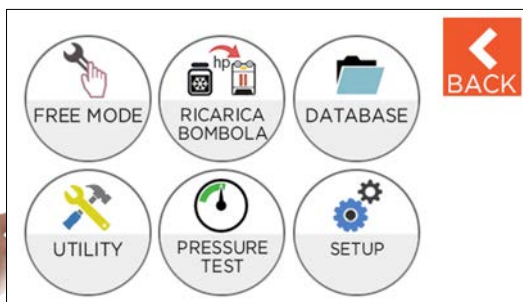 BACK
hp
FREE MODE
RICARICA
BOMBOLA
DATABASE
UTILITY
PRESSURE
TEST
SETUP